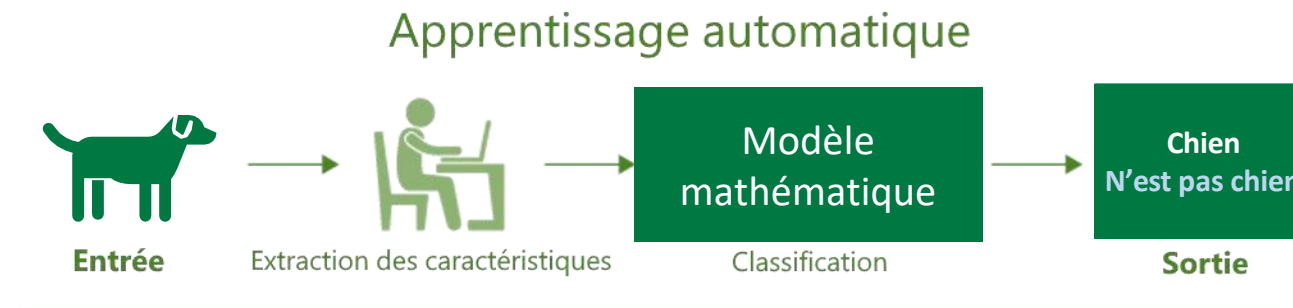 Apprentissage automatique
Modèle
mathématique
Chien
N'est pas chien
Entrée
Extraction des caractéristiques
Classification
Sortie